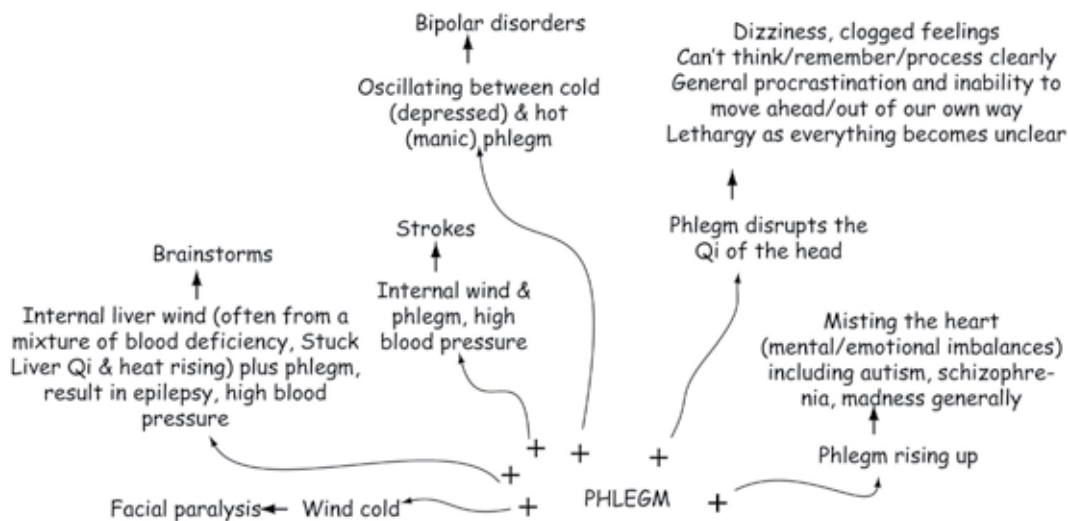 Bipolar disorders
Oscillating between cold
(depressed) & hot
(manic) phlegm
Dizziness, clogged feelings
Can't think/remember/process clearly
General procrastination and inability to
move ahead/out of our own way
Lethargy as everything becomes unclear
Phlegm disrupts the
Qi of the head
Strokes
Internal wind &
phlegm, high
blood pressure
Brainstorms
Internal liver wind (often from a
mixture of blood deficiency, Stuck
Liver Qi & heat rising) plus phlegm,
result in epilepsy, high blood
pressure
Misting the heart
(mental/emotional imbalances)
including autism, schizophre-
nia, madness generally
Phlegm rising up
Facial paralysis
Wind cold
PHLEGM